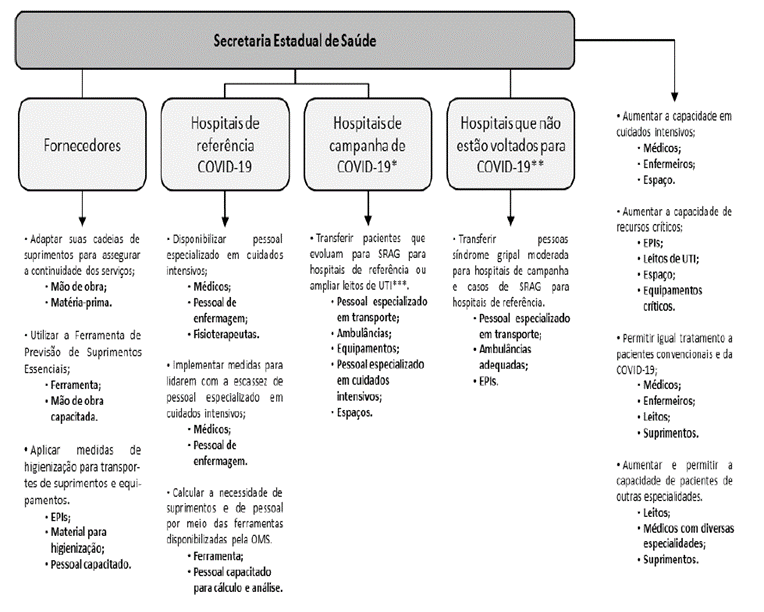 Secretaria Estadual de Saúde
Fornecedores
Hospitais de
referência
COVID-19
Hospitais de
campanha de
COVID-19*
Hospitais que não
estão voltados para
COVID-19**
• Adaptar suas cadeias de
suprimentos para assegurar
a continuidade dos serviços;
• Mão de obra;
• Matéria-prima.
• Utilizar a Ferramenta de
Previsão de Suprimentos
Essenciais;
• Ferramenta;
• Mão de obra
capacitada.
• Aplicar medidas de
higienização para transpor-
tes de suprimentos e equi-
pamentos.
• EPIs;
• Material para
higienização;
• Pessoal capacitado.
• Disponibilizar pessoal
especializado em cuidados
intensivos;
• Médicos;
• Pessoal de
enfermagem;
• Fisioterapeutas.
• Implementar medidas para
lidarem com a escassez de
pessoal especializado em
cuidados intensivos;
• Médicos;
• Pessoal de
enfermagem.
• Calcular a necessidade de
suprimentos e de pessoal
por meio das ferramentas
disponibilizadas pela OMS.
• Ferramenta;
• Pessoal capacitado
para cálculo e análise.
• Transferir pacientes que
evoluam para SRAG para
hospitais de referência ou
ampliar leitos de UTI***.
• Pessoal especializado
em transporte;
• Ambulâncias;
• Equipamentos;
• Pessoal especializado
em cuidados
intensivos;
• Espaços.
• Transferir pessoas
síndrome gripal moderada
para hospitais de campanha
e casos de SRAG para
hospitais de referência.
• Pessoal especializado
em transporte;
• Ambulâncias
adequadas;
• EPIs.
• Aumentar a capacidade em
cuidados intensivos;
• Médicos;
• Enfermeiros;
• Espaço.
• Aumentar a capacidade de
recursos críticos;
• EPIs;
• Leitos de UTI;
• Espaço;
• Equipamentos
críticos.
• Permitir igual tratamento a
pacientes convencionais e da
COVID-19;
• Médicos;
• Enfermeiros;
• Leitos;
• Suprimentos.
• Aumentar e permitir a
capacidade de pacientes de
outras especialidades.
• Leitos;
• Médicos com diversas
especialidades;
• Suprimentos.